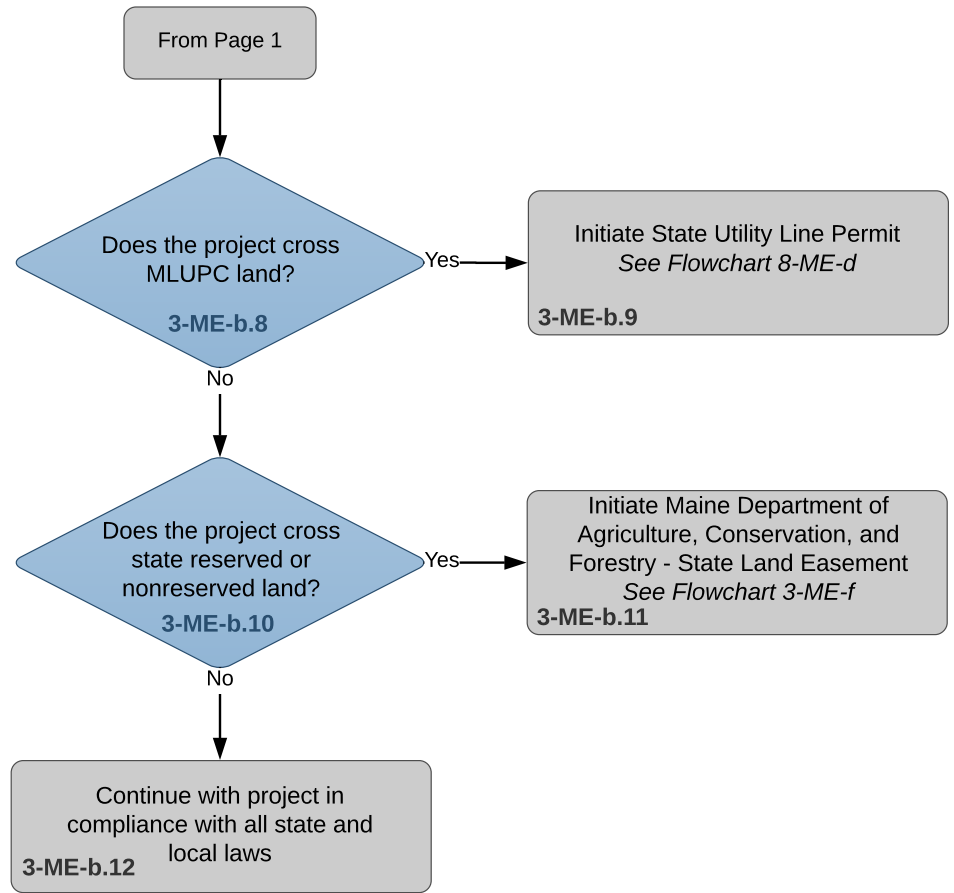 From Page 1
Does the project cross
MLUPC land?
3-ME-b.8
Yes
Initiate State Utility Line Permit
See Flowchart 8-ME-d
3-ME-b.9
No
Does the project cross
state reserved or
nonreserved land?
3-ME-b.10
Yes
Initiate Maine Department of
Agriculture, Conservation, and
Forestry - State Land Easement
See Flowchart 3-ME-f
3-ME-b.11
No
Continue with project in
compliance with all state and
local laws
3-ME-b.12